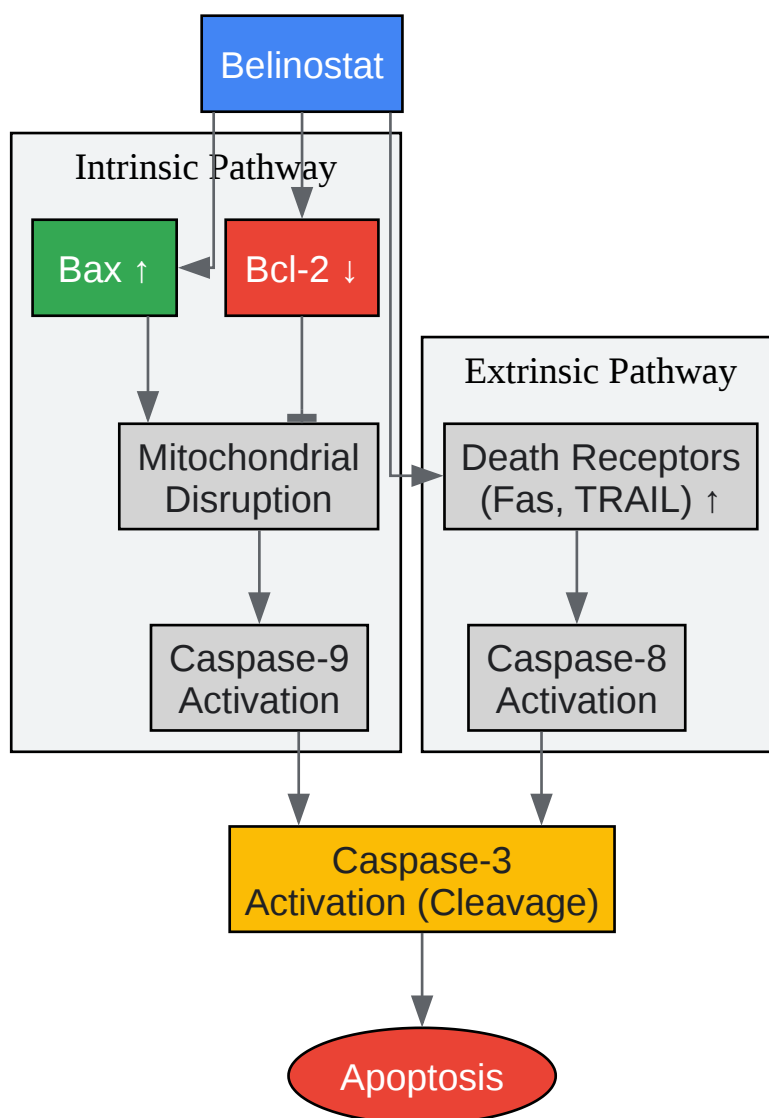 Belinostat
Intrinsic Pathway
Bax ↑
Bcl-2 ↓
Extrinsic Pathway
Mitochondrial
Disruption
Death Receptors
(Fas, TRAIL) ↑
Caspase-9
Activation
Caspase-8
Activation
Caspase-3
Activation (Cleavage)
Apoptosis